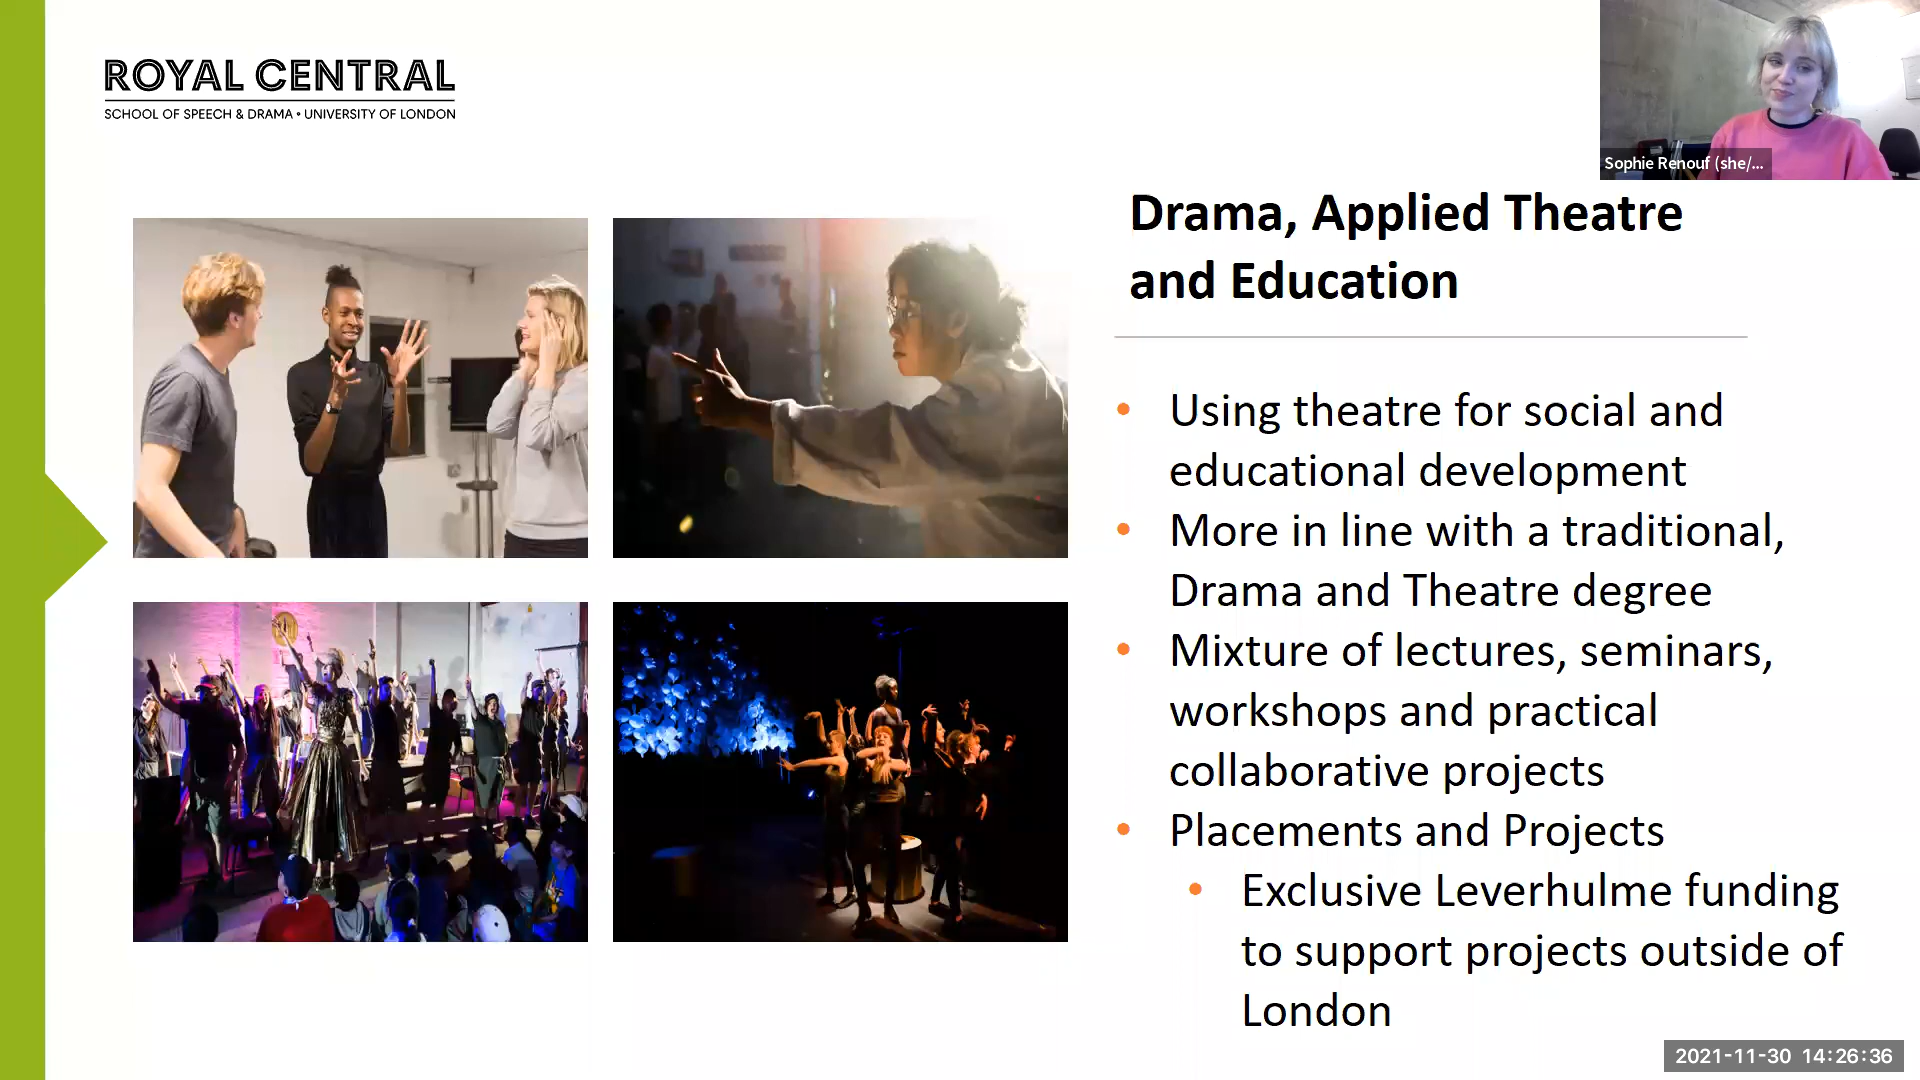 ROYAL CENTRAL
SCHOOL OF SPEECH & DRAMA • UNIVERSITY OF LONDON
Sophie Renouf (she/...
Drama, Applied Theatre
and Education
• Using theatre for social and
educational development
• More in line with a traditional,
Drama and Theatre degree
• Mixture of lectures, seminars,
workshops and practical
collaborative projects
• Placements and Projects
• Exclusive Leverhulme funding
to support projects outside of
London
2021-11-30 14:26:36